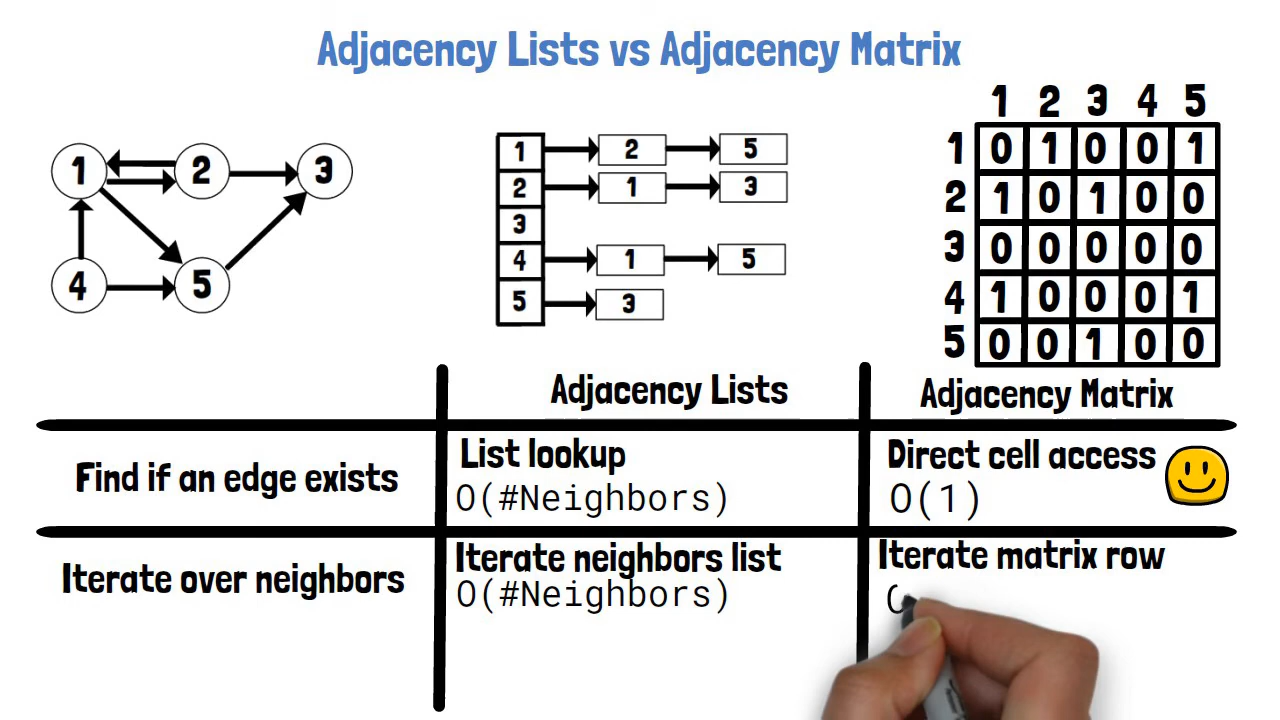 Adjacency Lists vs Adjacency Matrix
1 2 3
4 5
1 2 5
2 1 3
3
4 1 5
5 3
1 2 3 4 5
1 0 1 0 0 1
2 1 0 1 0 0
3 0 0 0 0 0
4 1 0 0 0 1
5 0 0 1 0 0
Adjacency Lists Adjacency Matrix
Find if an edge exists
List lookup
O(#Neighbors)
Direct cell access
O(1)
Iterate over neighbors
Iterate neighbors list
O(#Neighbors)
Iterate matrix row